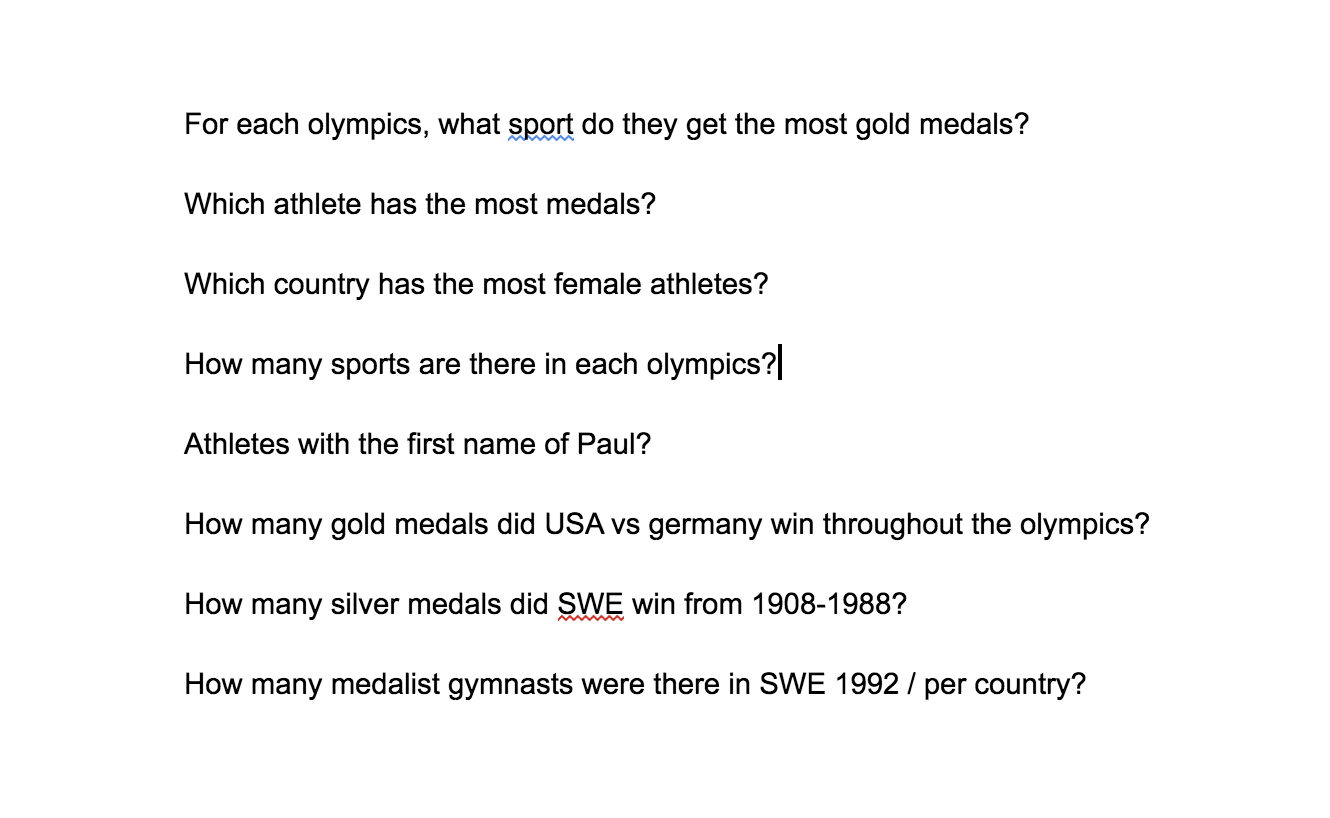 For each olympics, what sport do they get the most gold medals?
Which athlete has the most medals?
Which country has the most female athletes?
How many sports are there in each olympics?
Athletes with the first name of Paul?
How many gold medals did USA vs germany win throughout the olympics?
How many silver medals did SWE win from 1908-1988?
How many medalist gymnasts were there in SWE 1992 / per country?